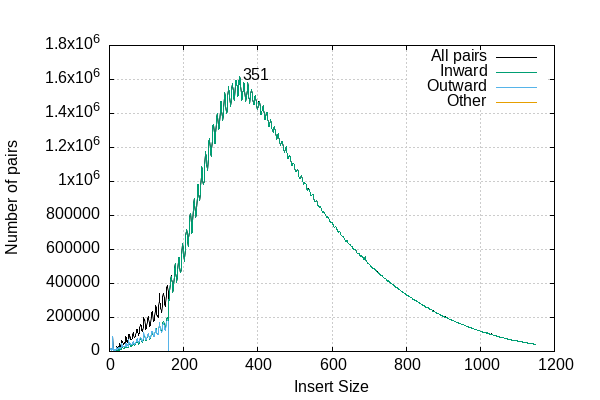 1.8x10^6
1.6x10^6
1.4x10^6
1.2x10^6
1x10^6
800000
600000
400000
200000
0
Number of pairs
351
All pairs
Inward
Outward
Other
0 200 400 600 800 1000 1200
Insert Size